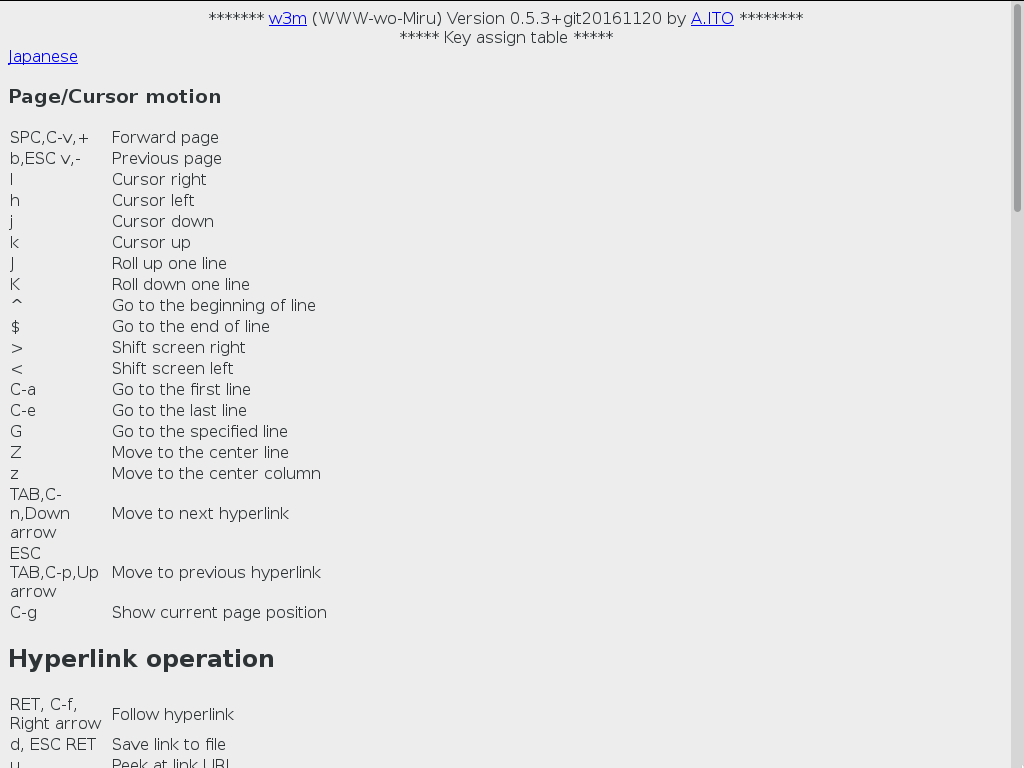 ******* w3m (WWW-wo-Miru) Version 0.5.3+git20161120 by A.ITO ********
***** Key assign table *****
Japanese
Page/Cursor motion
SPC,C-v,+ Forward page
b,ESC v,- Previous page
l Cursor right
h Cursor left
j Cursor down
k Cursor up
J Roll up one line
K Roll down one line
^ Go to the beginning of line
$ Go to the end of line
> Shift screen right
< Shift screen left
C-a Go to the first line
C-e Go to the last line
G Go to the specified line
Z Move to the center line
z Move to the center column
TAB,C-
n,Down Move to next hyperlink
arrow
ESC
TAB,C-p,Up Move to previous hyperlink
arrow
C-g Show current page position
Hyperlink operation
RET, C-f,
Right arrow Follow hyperlink
d, ESC RET Save link to file
u Peek at link URL